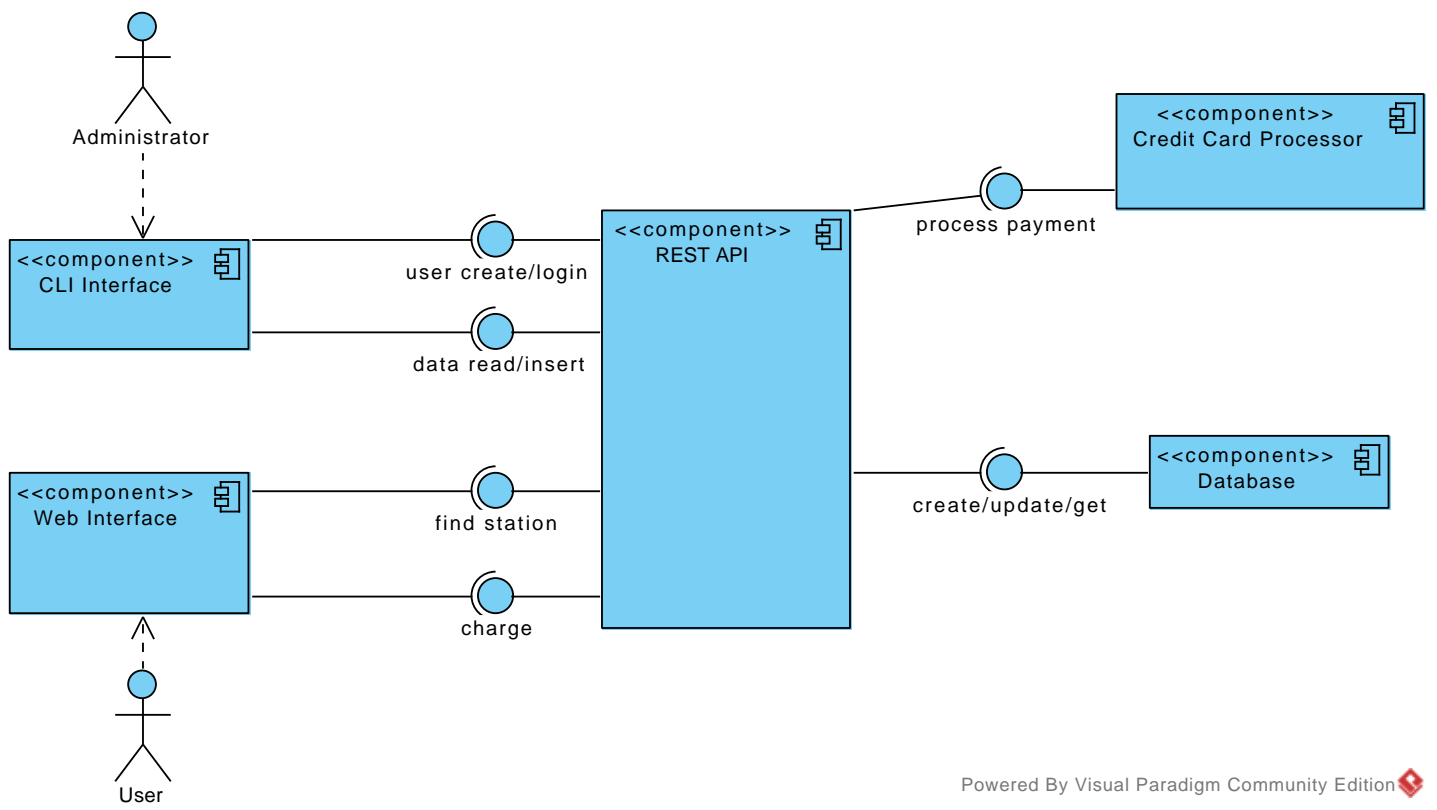 Administrator
<<component>>
CLI Interface
user create/login
data read/insert
<<component>>
Web Interface
find station
charge
User
<<component>>
REST API
<<component>>
Credit Card Processor
process payment
<<component>>
Database
create/update/get
Powered By Visual Paradigm Community Edition